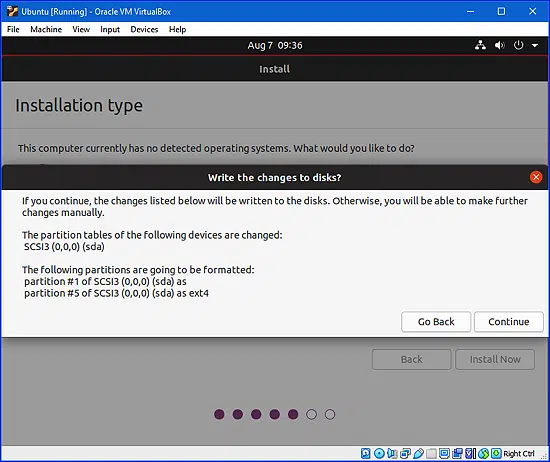 Ubuntu [Running] - Oracle VM VirtualBox
File Machine View Input Devices Help
Aug 7 09:36
Install
Installation type
This computer currently has no detected operating systems. What would you like to do?
Write the changes to disks?
If you continue, the changes listed below will be written to the disks. Otherwise, you will be able to make further
changes manually.
The partition tables of the following devices are changed:
SCSI3 (0,0,0) (sda)
The following partitions are going to be formatted:
partition #1 of SCSI3 (0,0,0) (sda) as
partition #5 of SCSI3 (0,0,0) (sda) as ext4
Go Back Continue
Back Install Now
Right Ctrl